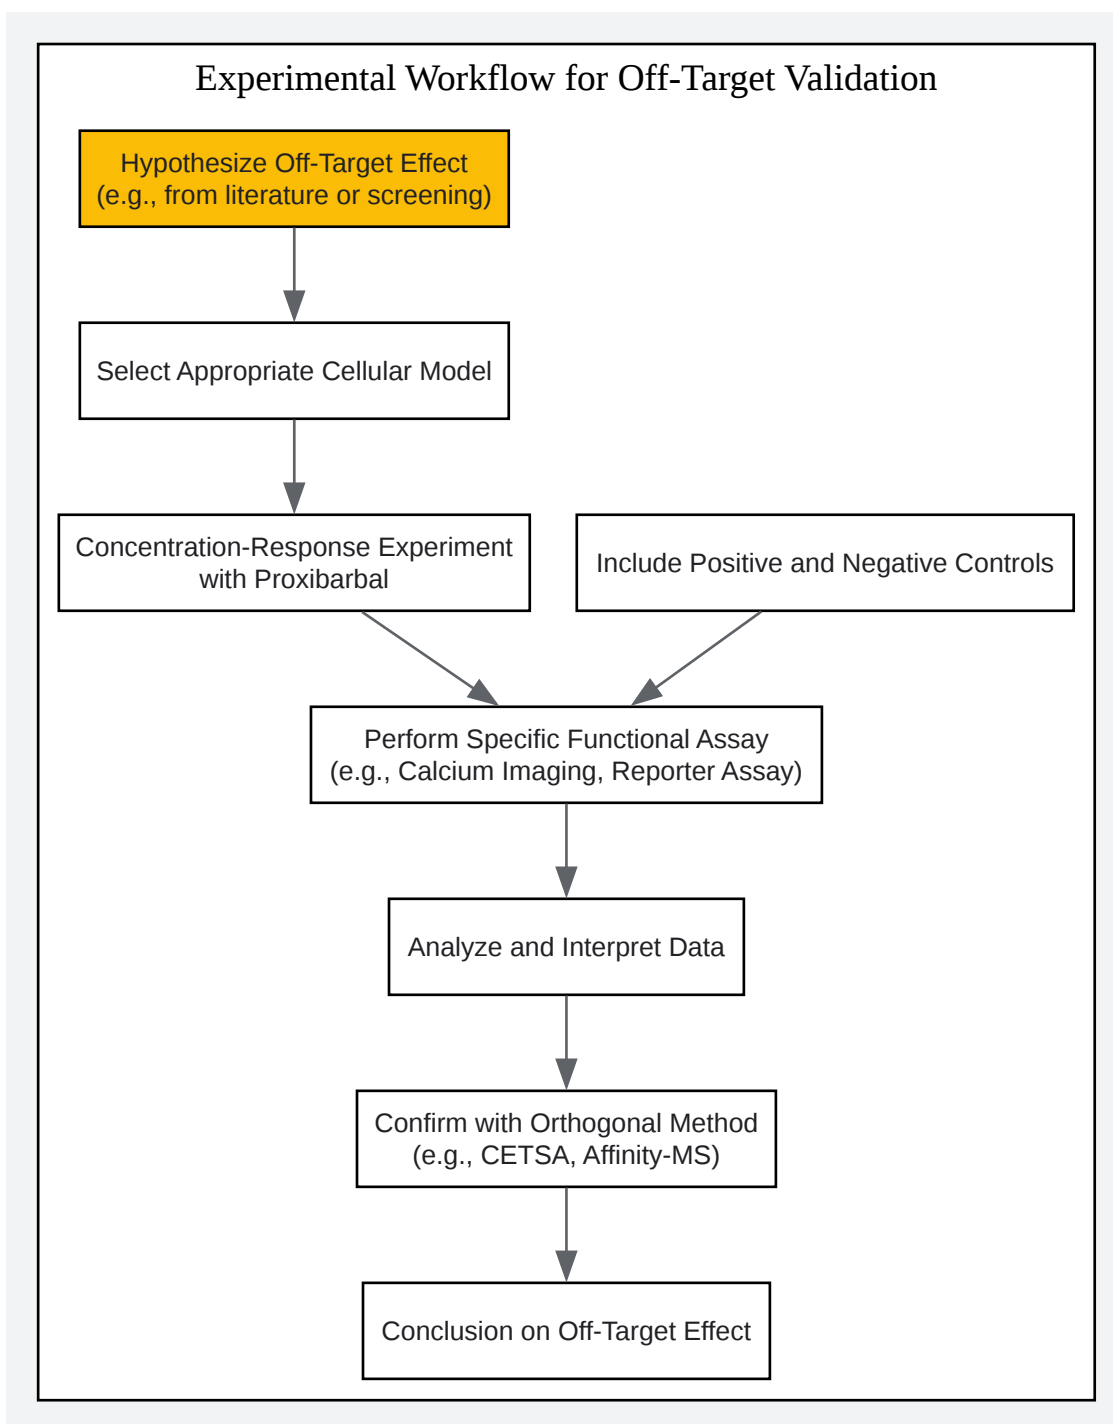 Experimental Workflow for Off-Target Validation
Hypothesize Off-Target Effect
(e.g., from literature or screening)
Select Appropriate Cellular Model
Concentration-Response Experiment
with Proxibarbal
Include Positive and Negative Controls
Perform Specific Functional Assay
(e.g., Calcium Imaging, Reporter Assay)
Analyze and Interpret Data
Confirm with Orthogonal Method
(e.g., CETSA, Affinity-MS)
Conclusion on Off-Target Effect